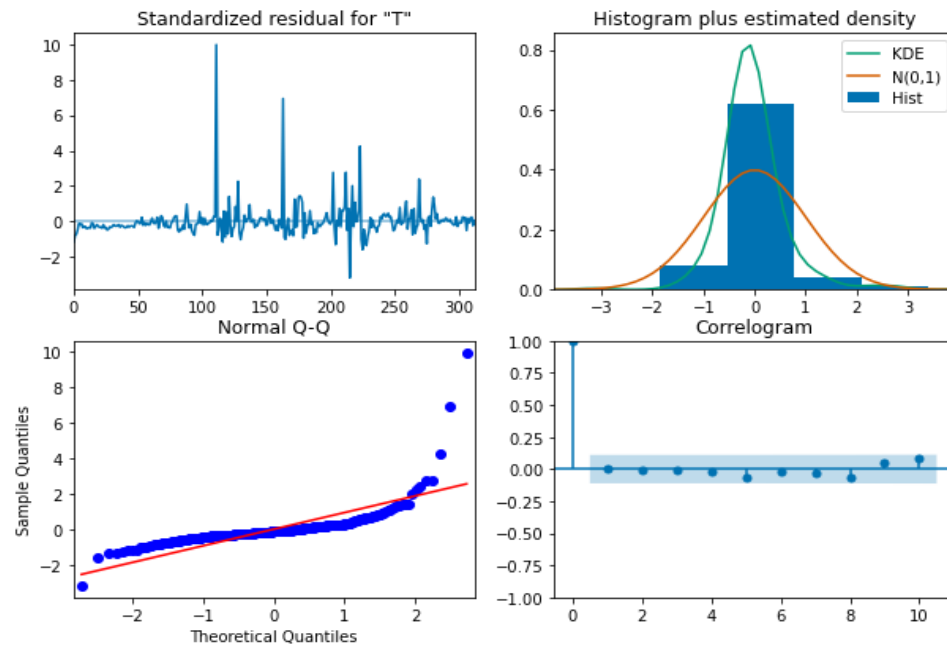 Standardized residual for "T"
10
8
6
4
2
0
−2
0 50 100 150 200 250 300
Histogram plus estimated density
KDE
N(0,1)
Hist
0.8
0.6
0.4
0.2
0.0
−3 −2 −1 0 1 2 3
Normal Q-Q
Sample Quantiles
10
8
6
4
2
0
−2
−2 −1 0 1 2
Theoretical Quantiles
Correlogram
1.00
0.75
0.50
0.25
0.00
−0.25
−0.50
−0.75
−1.00
0 2 4 6 8 10